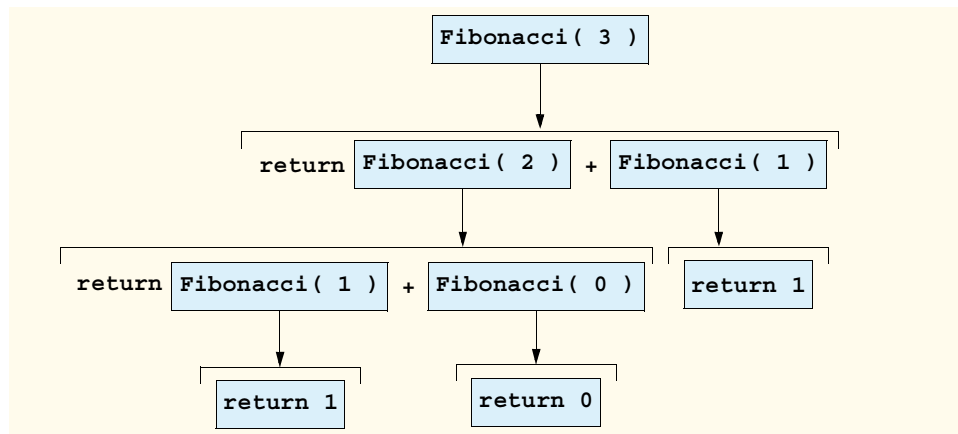 Fibonacci( 3 )
return Fibonacci( 2 ) + Fibonacci( 1 )
return Fibonacci( 1 ) + Fibonacci( 0 ) return 1
return 1 return 0